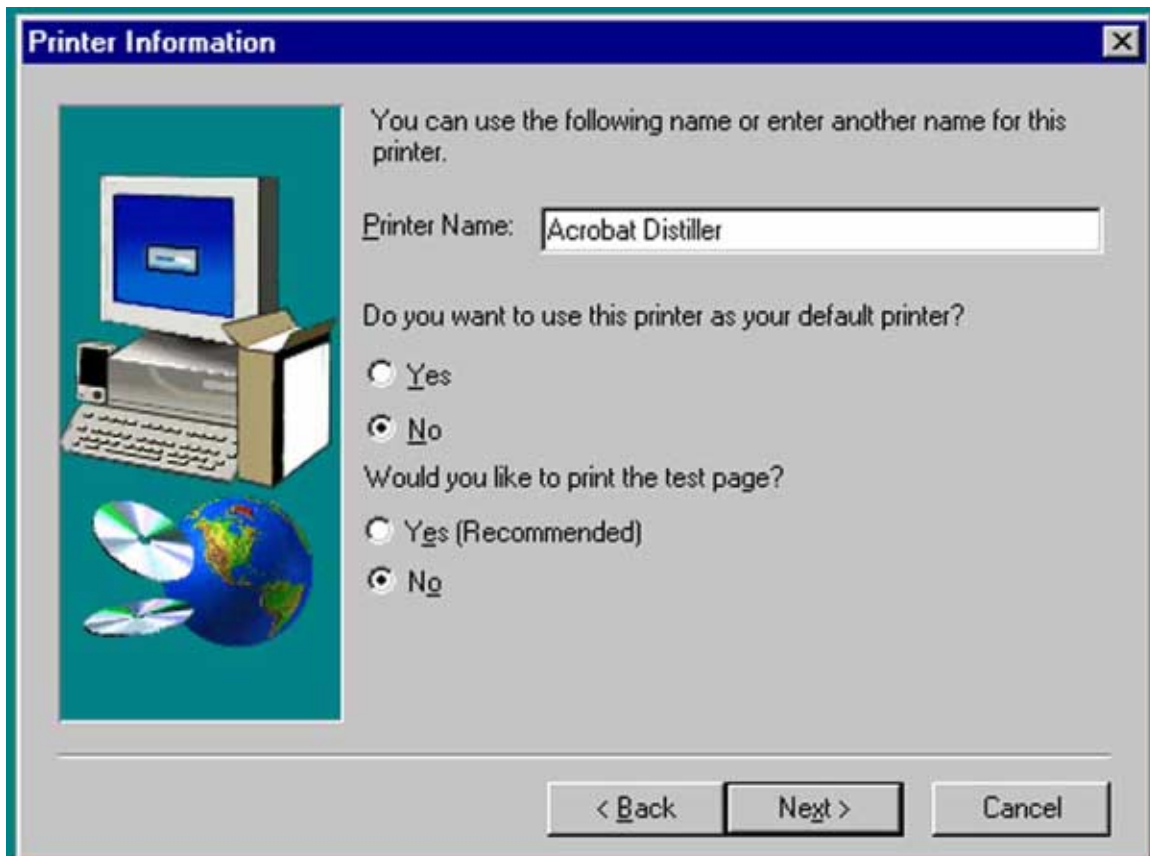 Printer Information
You can use the following name or enter another name for this
printer.
Printer Name: Acrobat Distiller
Do you want to use this printer as your default printer?
Yes
No
Would you like to print the test page?
Yes (Recommended)
No
< Back Next > Cancel